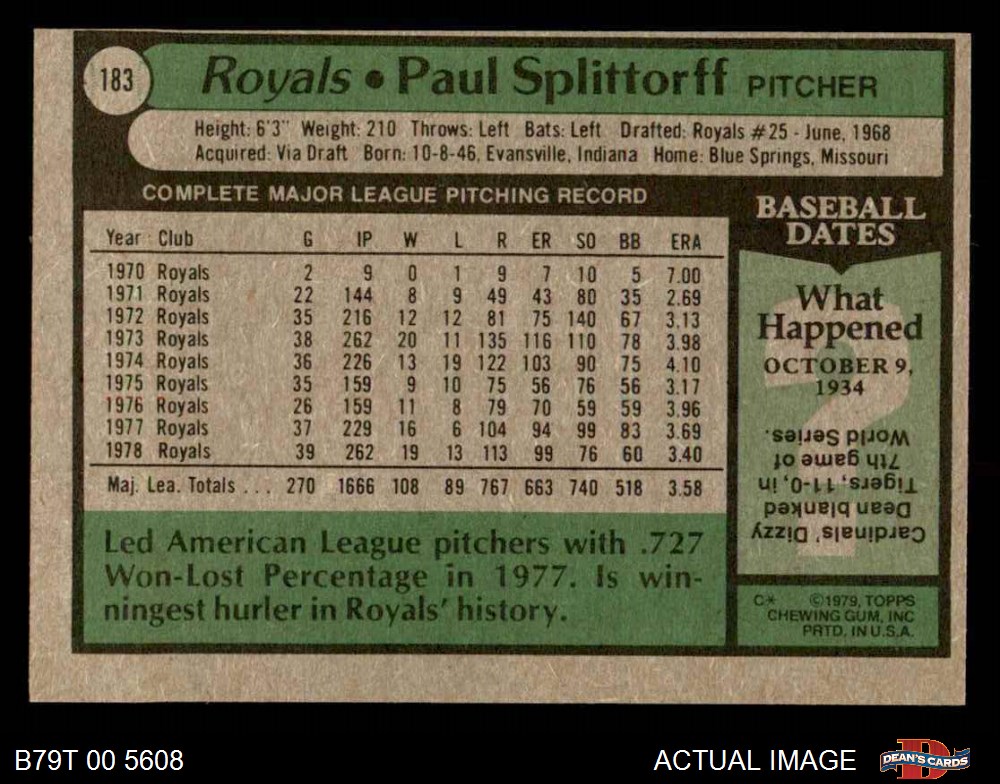 183
Royals • Paul Splittorff PITCHER
Height: 6'3" Weight: 210 Throws: Left Bats: Left Drafted: Royals #25 - June, 1968
Acquired: Via Draft Born: 10-8-46, Evansville, Indiana Home: Blue Springs, Missouri
COMPLETE MAJOR LEAGUE PITCHING RECORD
Year Club G IP W L R ER SO BB ERA
1970 Royals 2 9 0 1 9 7 10 5 7.00
1971 Royals 22 144 8 9 49 43 80 35 2.69
1972 Royals 35 216 12 12 81 75 140 67 3.13
1973 Royals 38 262 20 11 135 116 110 78 3.98
1974 Royals 36 226 13 19 122 103 90 75 4.10
1975 Royals 35 159 9 10 75 56 76 56 3.17
1976 Royals 26 159 11 8 79 70 59 59 3.96
1977 Royals 37 229 16 6 104 94 99 83 3.69
1978 Royals 39 262 19 13 113 99 76 60 3.40
Maj. Lea. Totals ... 270 1666 108 89 767 663 740 518 3.58
Led American League pitchers with .727
Won-Lost Percentage in 1977. Is win-
ningest hurler in Royals' history.
BASEBALL
DATES
What
Happened
OCTOBER 9,
1934
Cardinals' Dizzy
Dean blanked
Tigers, 11-0, in
7th game of
World Series.
C* ©1979, TOPPS
CHEWING GUM, INC
PRTD. IN U.S.A.
B79T 00 5608
ACTUAL IMAGE
DEAN'S CARDS